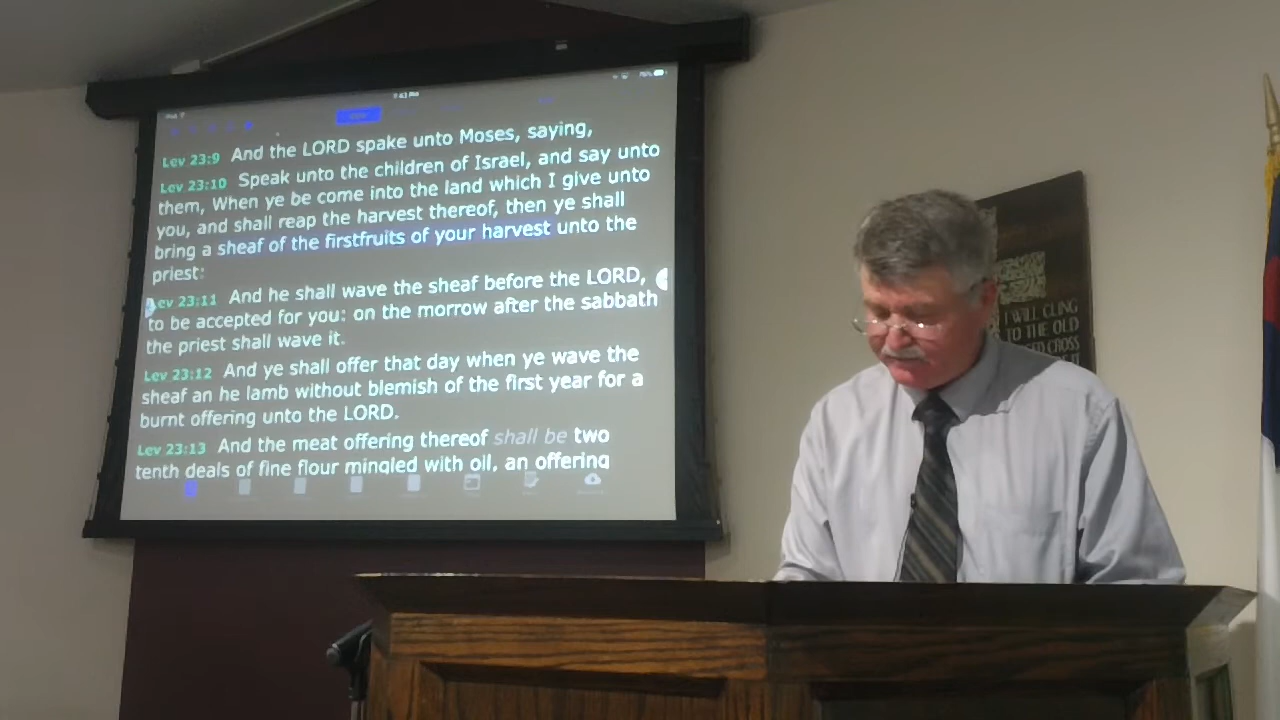 7:43 PM
76%
Lev 23:9 And the LORD spake unto Moses, saying,
Lev 23:10 Speak unto the children of Israel, and say unto
them, When ye be come into the land which I give unto
you, and shall reap the harvest thereof, then ye shall
bring a sheaf of the firstfruits of your harvest unto the
priest:
Lev 23:11 And he shall wave the sheaf before the LORD,
to be accepted for you: on the morrow after the sabbath
the priest shall wave it.
Lev 23:12 And ye shall offer that day when ye wave the
sheaf an he lamb without blemish of the first year for a
burnt offering unto the LORD.
Lev 23:13 And the meat offering thereof shall be two
tenth deals of fine flour mingled with oil, an offering
I WILL CLING
TO THE OLD
CROSS